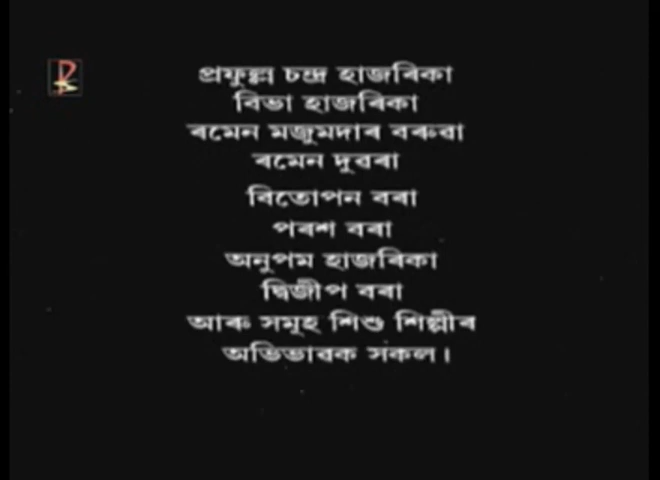 প্ৰফুল্ল চন্দ্ৰ হাজৰিকা
বিভা হাজৰিকা
ৰমেন মজুমদাৰ বৰুৱা
ৰমেন দুৱৰা
বিতোপন বৰা
পৰশ বৰা
অনুপম হাজৰিকা
দ্বিজীপ বৰা
আৰু সমূহ শিশু শিল্পীৰ
অভিভাৱক সকল।